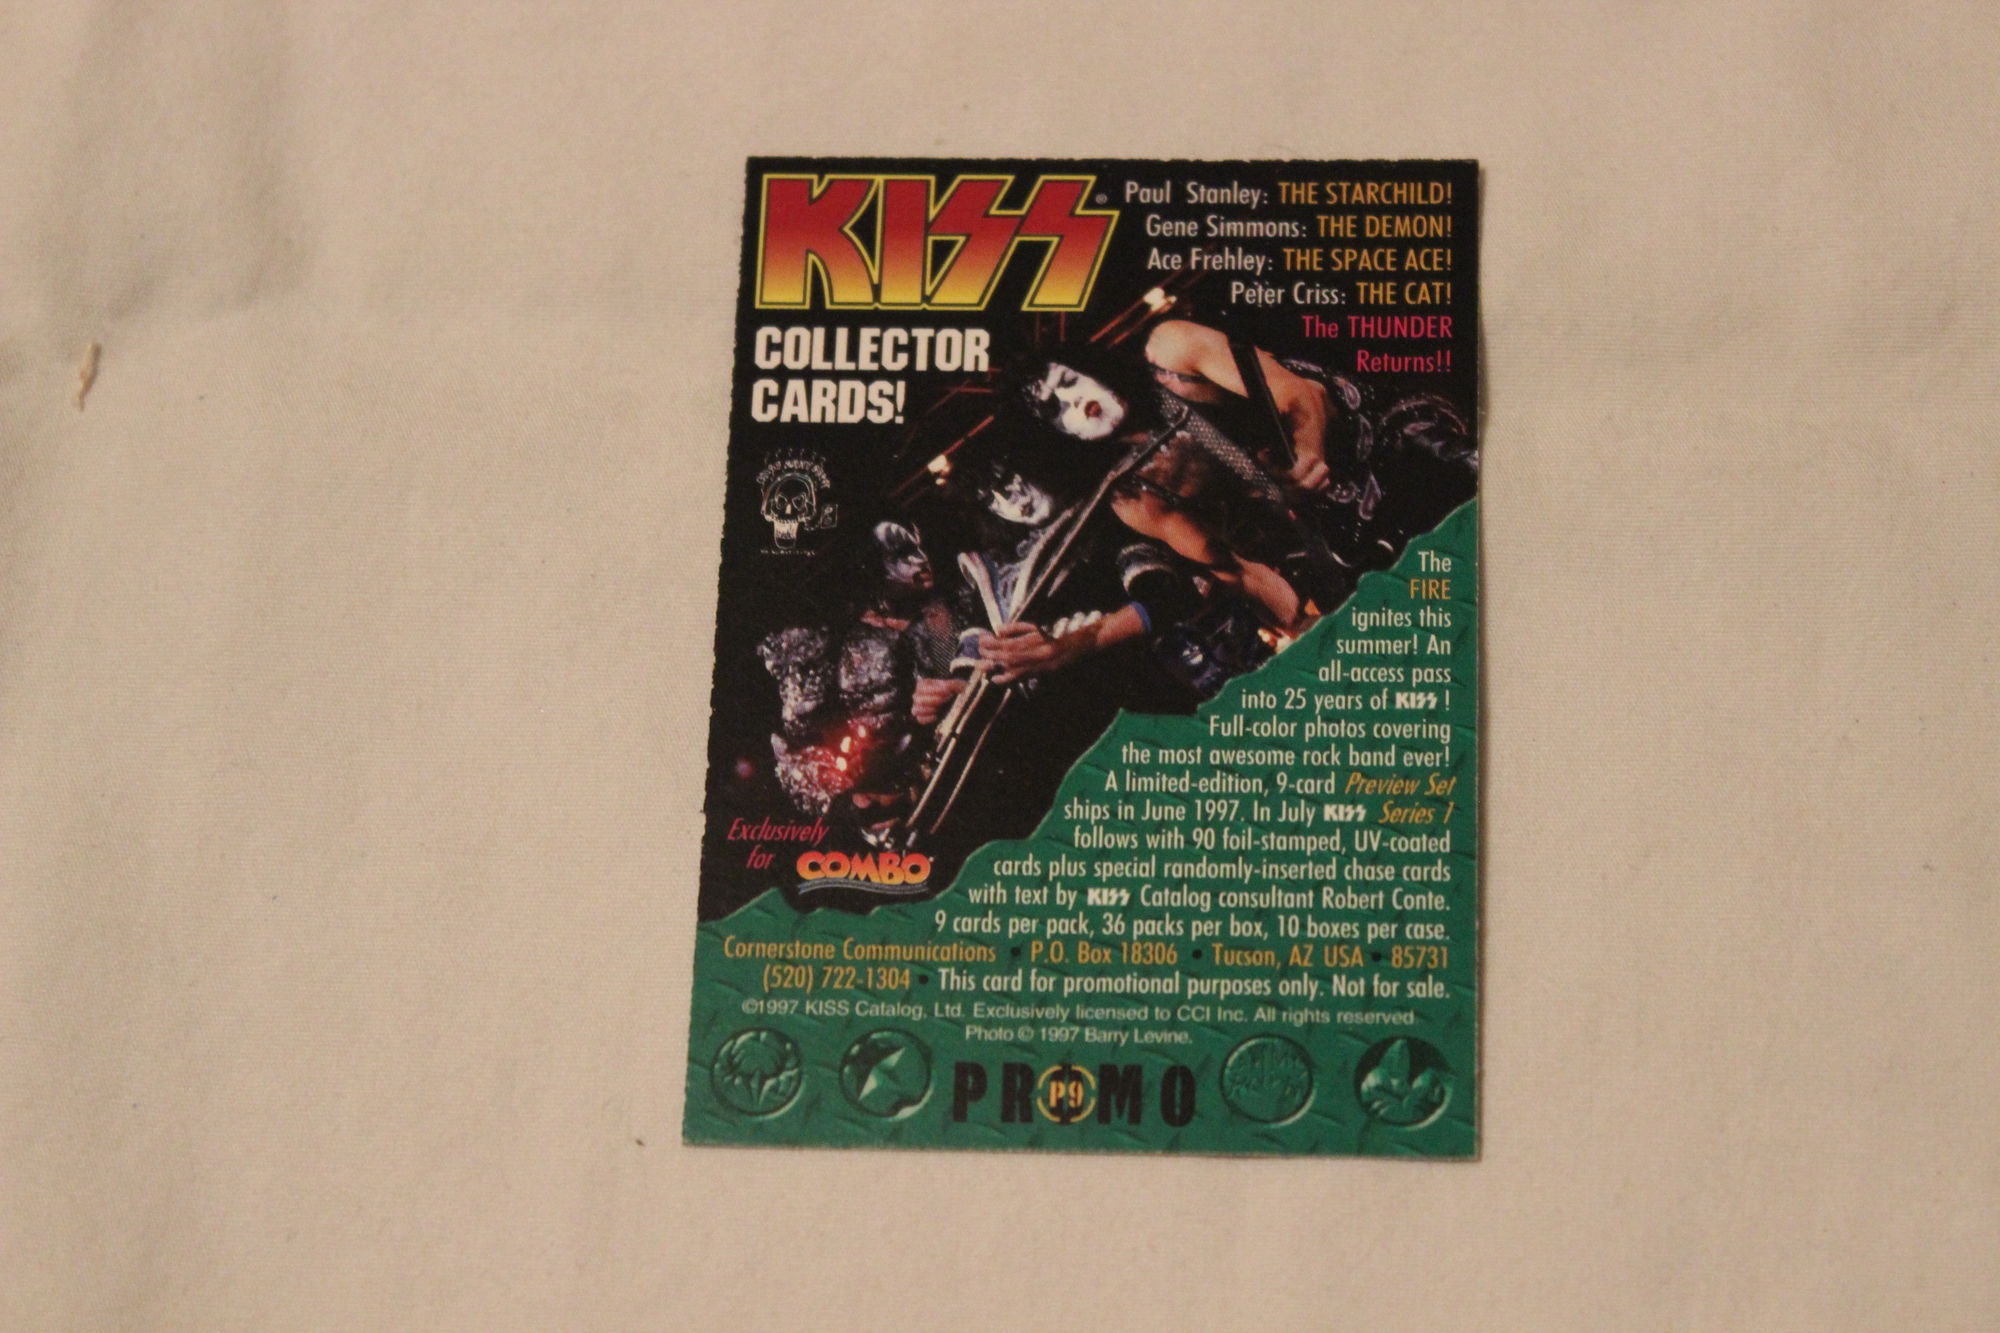 KISS®
COLLECTOR
CARDS!
Paul Stanley: THE STARCHILD!
Gene Simmons: THE DEMON!
Ace Frehley: THE SPACE ACE!
Peter Criss: THE CAT!
The THUNDER
Returns!!
The
FIRE
ignites this
summer! An
all-access pass
into 25 years of KISS !
Full-color photos covering
the most awesome rock band ever!
A limited-edition, 9-card Preview Set
ships in June 1997. In July KISS Series 1
follows with 90 foil-stamped, UV-coated
cards plus special randomly-inserted chase cards
with text by KISS Catalog consultant Robert Conte.
9 cards per pack, 36 packs per box, 10 boxes per case.
Exclusively
for COMBO
Cornerstone Communications • P.O. Box 18306 • Tucson, AZ USA • 85731
(520) 722-1304 • This card for promotional purposes only. Not for sale.
©1997 KISS Catalog, Ltd. Exclusively licensed to CCI Inc. All rights reserved.
Photo © 1997 Barry Levine.
PROMO
P9